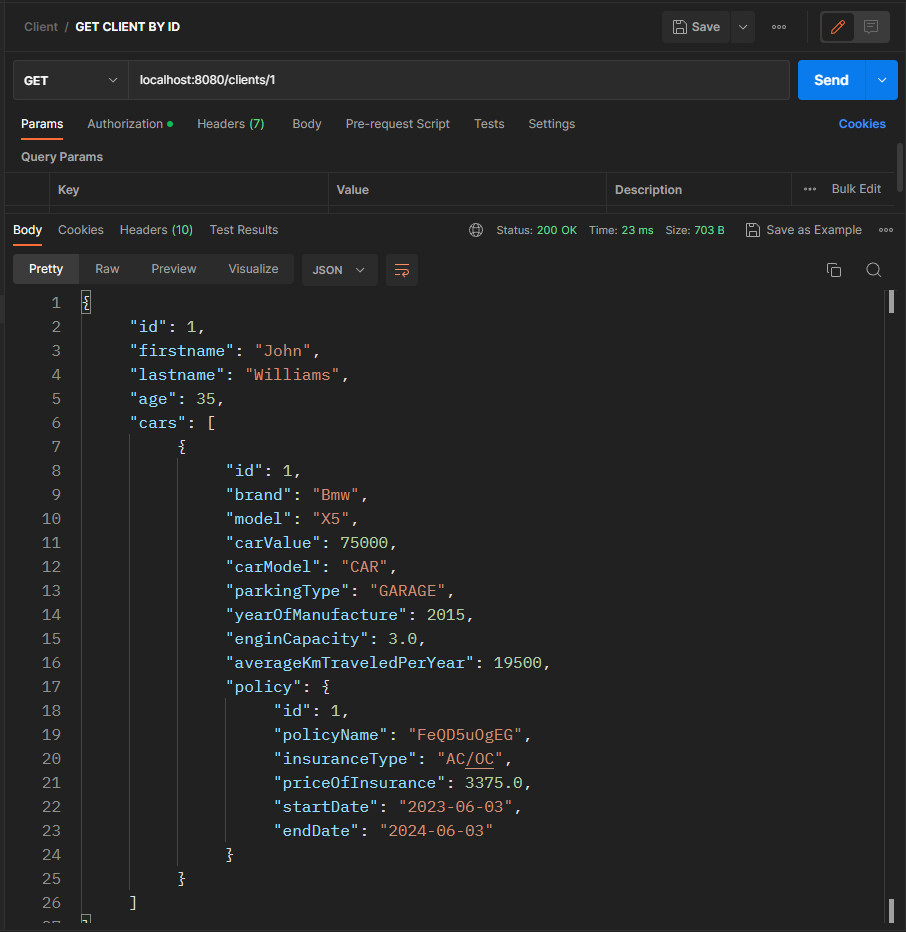 Client / GET CLIENT BY ID
Save
GET localhost:8080/clients/1 Send
Params Authorization Headers (7) Body Pre-request Script Tests Settings Cookies
Query Params
Key Value Description Bulk Edit
Body Cookies Headers (10) Test Results Status: 200 OK Time: 23 ms Size: 703 B Save as Example
Pretty Raw Preview Visualize JSON
1 {
2 "id": 1,
3 "firstname": "John",
4 "lastname": "Williams",
5 "age": 35,
6 "cars": [
7 {
8 "id": 1,
9 "brand": "Bmw",
10 "model": "X5",
11 "carValue": 75000,
12 "carModel": "CAR",
13 "parkingType": "GARAGE",
14 "yearOfManufacture": 2015,
15 "enginCapacity": 3.0,
16 "averageKmTraveledPerYear": 19500,
17 "policy": {
18 "id": 1,
19 "policyName": "FeQD5uOgEG",
20 "insuranceType": "AC/OC",
21 "priceOfInsurance": 3375.0,
22 "startDate": "2023-06-03",
23 "endDate": "2024-06-03"
24 }
25 }
26 ]
27 }